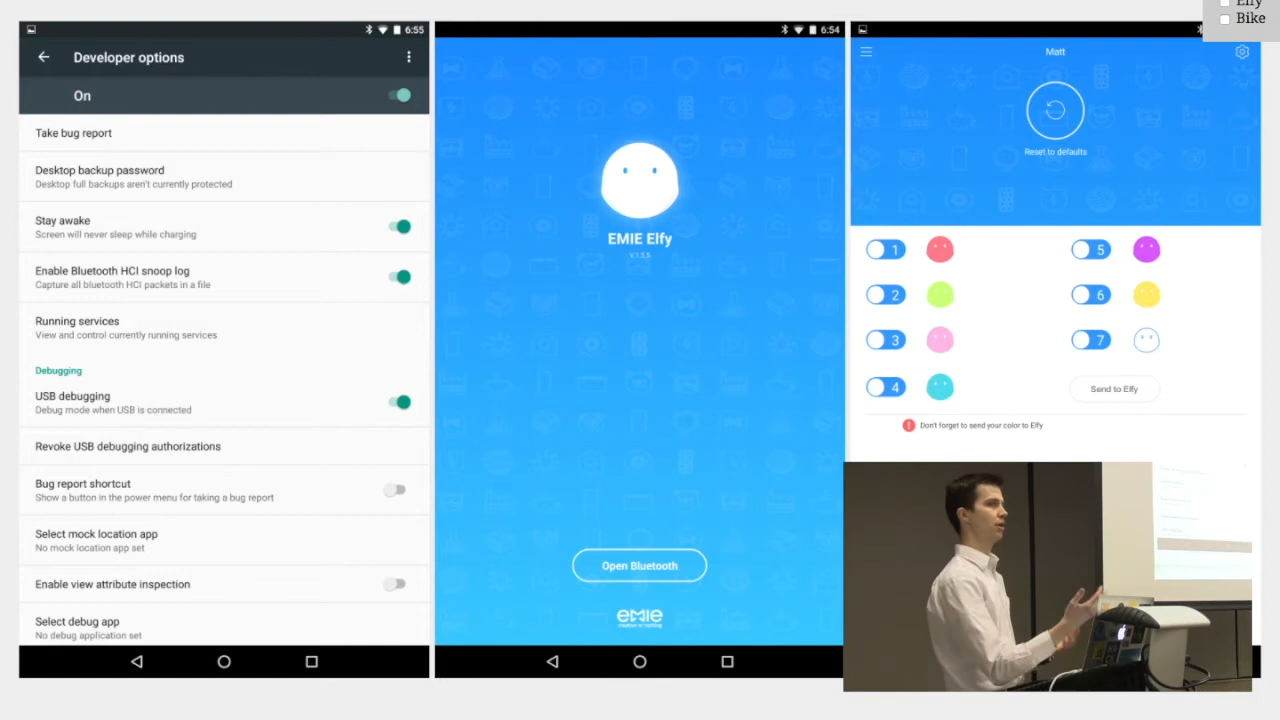 Elfy
Bike
6:55
Developer options
On
Take bug report
Desktop backup password
Desktop full backups aren't currently protected
Stay awake
Screen will never sleep while charging
Enable Bluetooth HCI snoop log
Capture all bluetooth HCI packets in a file
Running services
View and control currently running services
Debugging
USB debugging
Debug mode when USB is connected
Revoke USB debugging authorizations
Bug report shortcut
Show a button in the power menu for taking a bug report
Select mock location app
No mock location app set
Enable view attribute inspection
Select debug app
No debug application set
6:54
EMIE Elfy
V.1.5.5
Open Bluetooth
emie
creative or nothing
Matt
Reset to defaults
1
5
2
6
3
7
4
Send to Elfy
Don't forget to send your color to Elfy